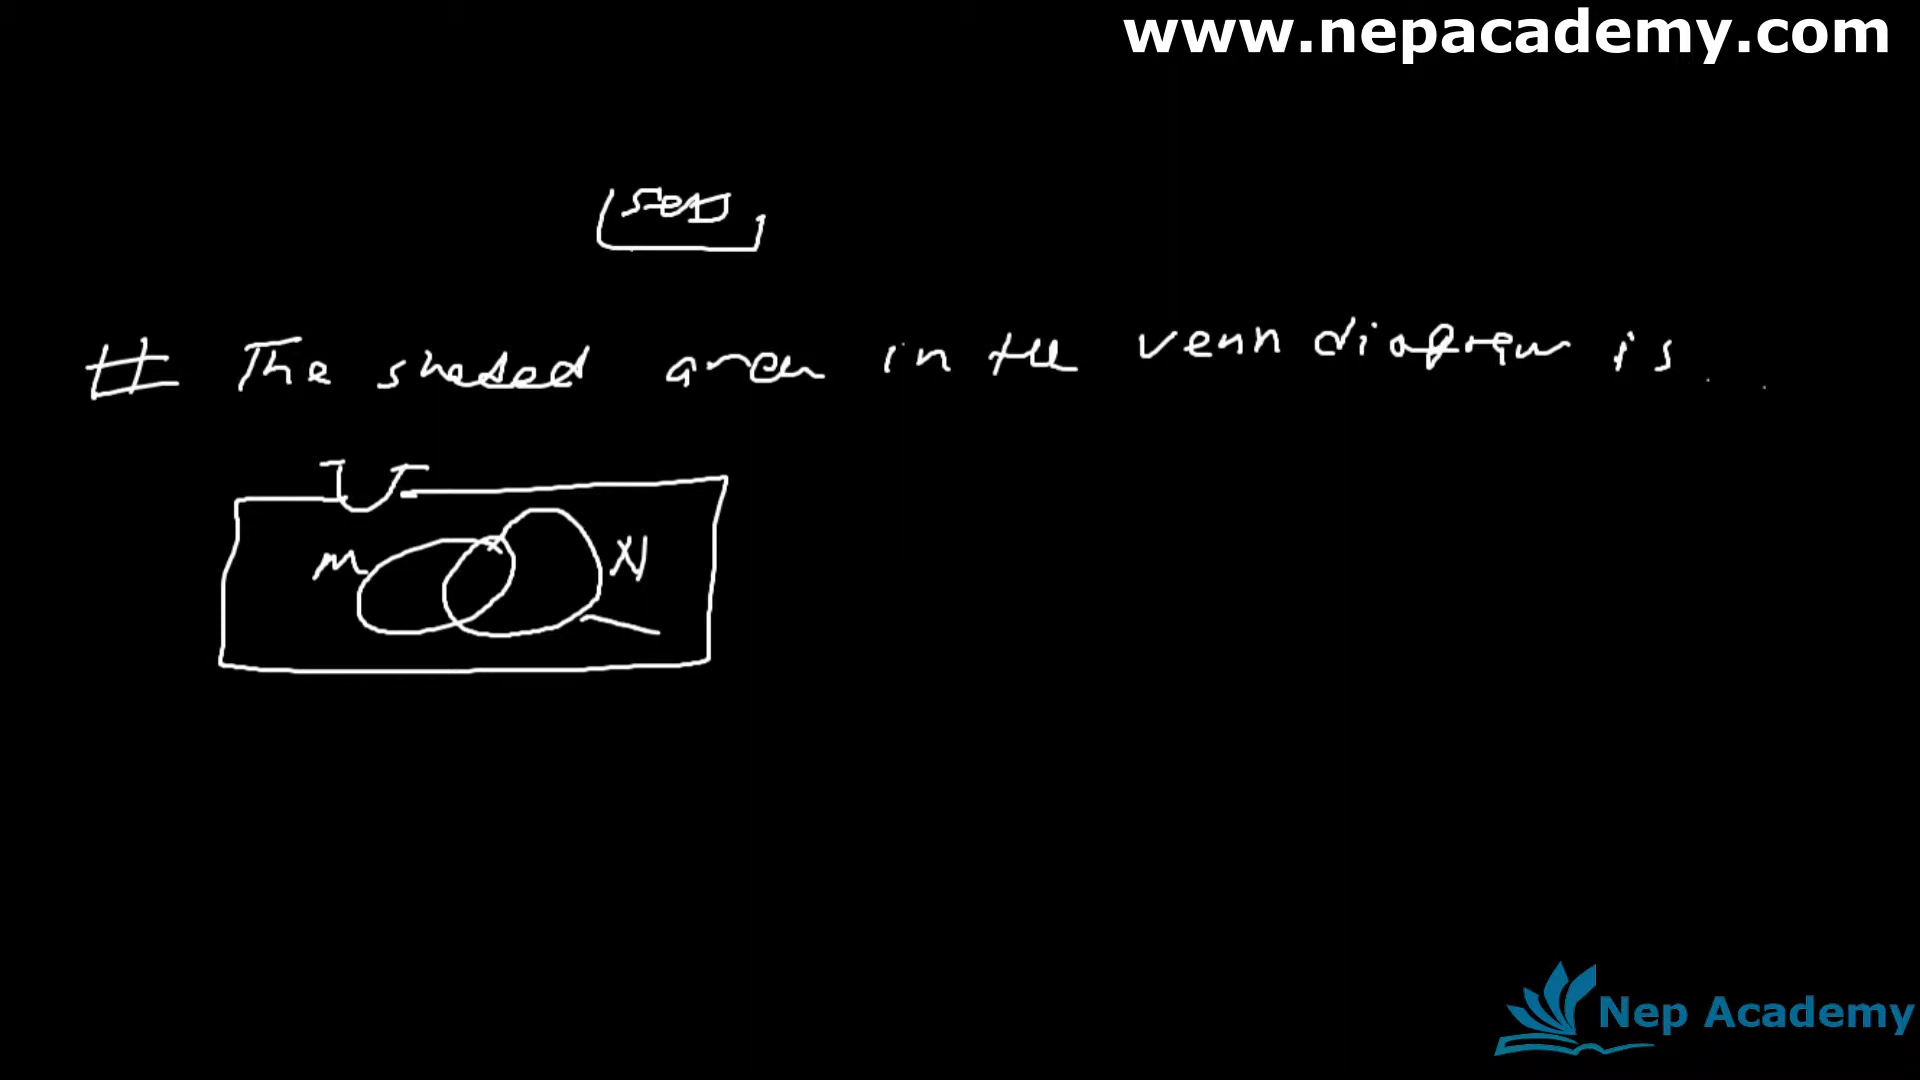 www.nepacademy.com
Sets
# The shaded area in the venn diagram is . .
U
M
N
Nep Academy